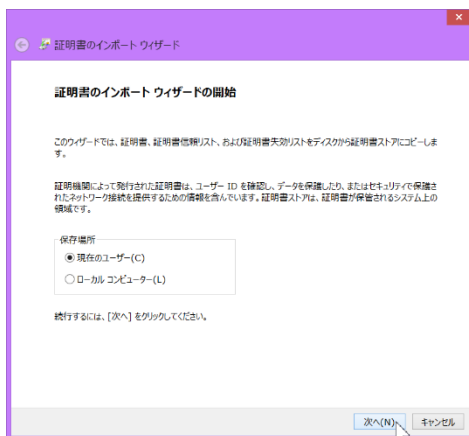 証明書のインポート ウィザード
証明書のインポート ウィザードの開始
このウィザードでは、証明書、証明書信頼リスト、および証明書失効リストをディスクから証明書ストアにコピーしま
す。
証明機関によって発行された証明書は、ユーザー ID を確認し、データを保護したり、またはセキュリティで保護さ
れたネットワーク接続を提供するための情報を含んでいます。証明書ストアは、証明書が保管されるシステム上の
領域です。
保存場所
現在のユーザー(C)
ローカル コンピューター(L)
続行するには、[次へ] をクリックしてください。
次へ(N)
キャンセル